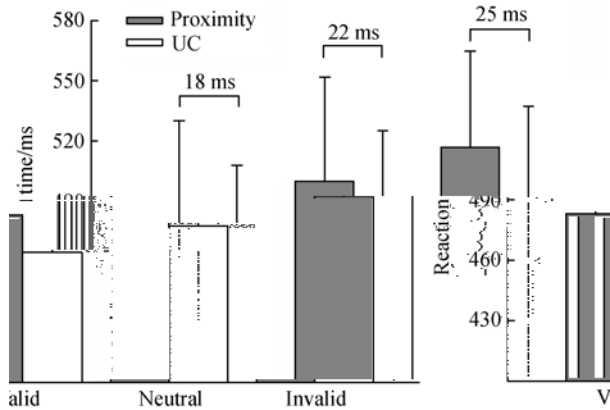 580
Proximity
UC
25 ms
22 ms
550
18 ms
520
time/ms
490
Reaction
460
430
alid
Neutral
Invalid
V